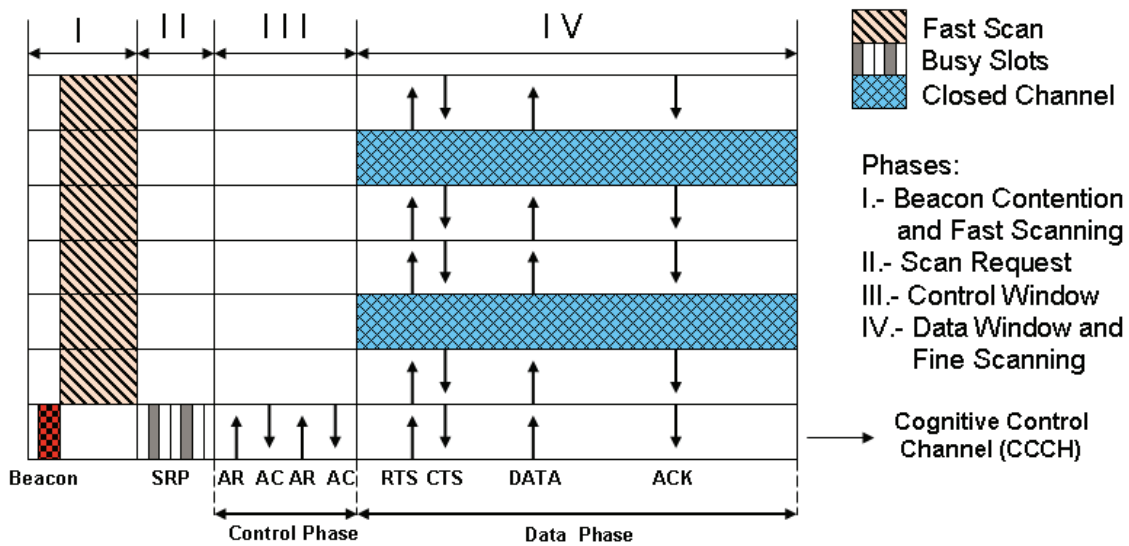 I II III IV
Fast Scan
Busy Slots
Closed Channel
Phases:
I.- Beacon Contention
and Fast Scanning
II.- Scan Request
III.- Control Window
IV.- Data Window and
Fine Scanning
Cognitive Control
Channel (CCCH)
Beacon SRP AR AC AR AC RTS CTS DATA ACK
Control Phase Data Phase